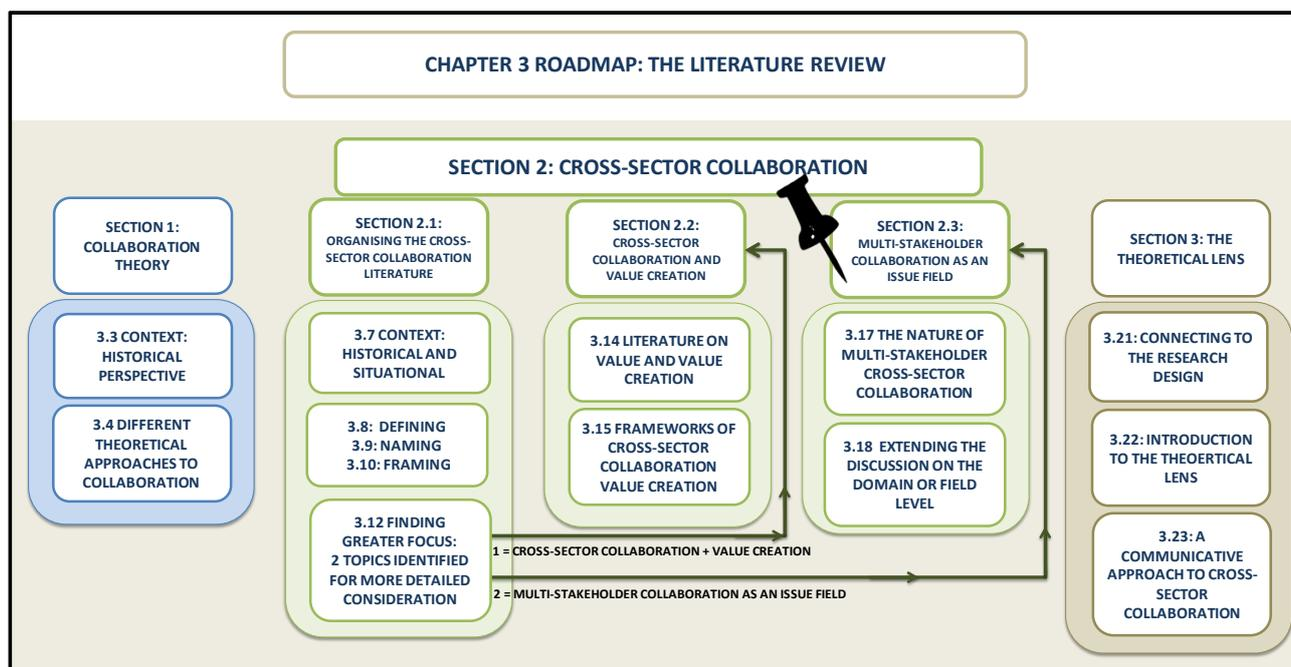 CHAPTER 3 ROADMAP: THE LITERATURE REVIEW
SECTION 2: CROSS-SECTOR COLLABORATION
SECTION 1:
COLLABORATION
THEORY
3.3 CONTEXT:
HISTORICAL
PERSPECTIVE
3.4 DIFFERENT
THEORETICAL
APPROACHES TO
COLLABORATION
SECTION 2.1:
ORGANISING THE CROSS-
SECTOR COLLABORATION
LITERATURE
3.7 CONTEXT:
HISTORICAL AND
SITUATIONAL
3.8: DEFINING
3.9: NAMING
3.10: FRAMING
3.12 FINDING
GREATER FOCUS:
2 TOPICS IDENTIFIED
FOR MORE DETAILED
CONSIDERATION
1 = CROSS-SECTOR COLLABORATION + VALUE CREATION
2 = MULTI-STAKEHOLDER COLLABORATION AS AN ISSUE FIELD
SECTION 2.2:
CROSS-SECTOR
COLLABORATION AND
VALUE CREATION
3.14 LITERATURE ON
VALUE AND VALUE
CREATION
3.15 FRAMEWORKS OF
CROSS-SECTOR
COLLABORATION
VALUE CREATION
SECTION 2.3:
MULTI-STAKEHOLDER
COLLABORATION AS AN
ISSUE FIELD
3.17 THE NATURE OF
MULTI-STAKEHOLDER
CROSS-SECTOR
COLLABORATION
3.18 EXTENDING THE
DISCUSSION ON THE
DOMAIN OR FIELD
LEVEL
SECTION 3: THE
THEORETICAL LENS
3.21: CONNECTING TO
THE RESEARCH
DESIGN
3.22: INTRODUCTION
TO THE THEOERTICAL
LENS
3.23: A
COMMUNICATIVE
APPROACH TO CROSS-
SECTOR
COLLABORATION